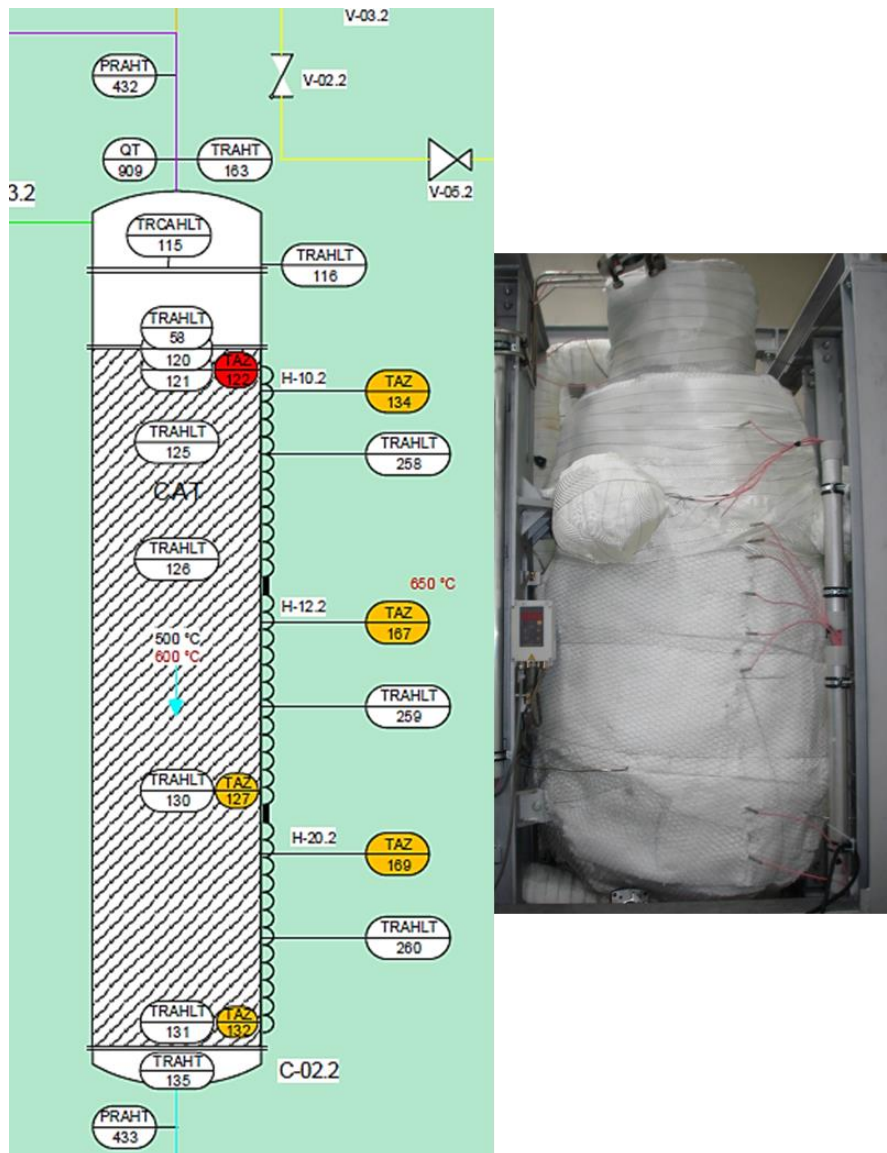 V-03.2
PRAHT
432
V-02.2
QT
909
TRAHT
163
V-05.2
3.2
TRCAHLT
115
TRAHLT
116
TRAHLT
58
120
121
TAZ
122
H-10.2
TAZ
134
TRAHLT
125
TRAHLT
258
CAT
TRAHLT
126
650 °C
H-12.2
TAZ
167
500 °C,
600 °C,
TRAHLT
259
TRAHLT
130
TAZ
127
H-20.2
TAZ
169
TRAHLT
260
TRAHLT
131
TAZ
132
TRAHT
135
C-02.2
PRAHT
433